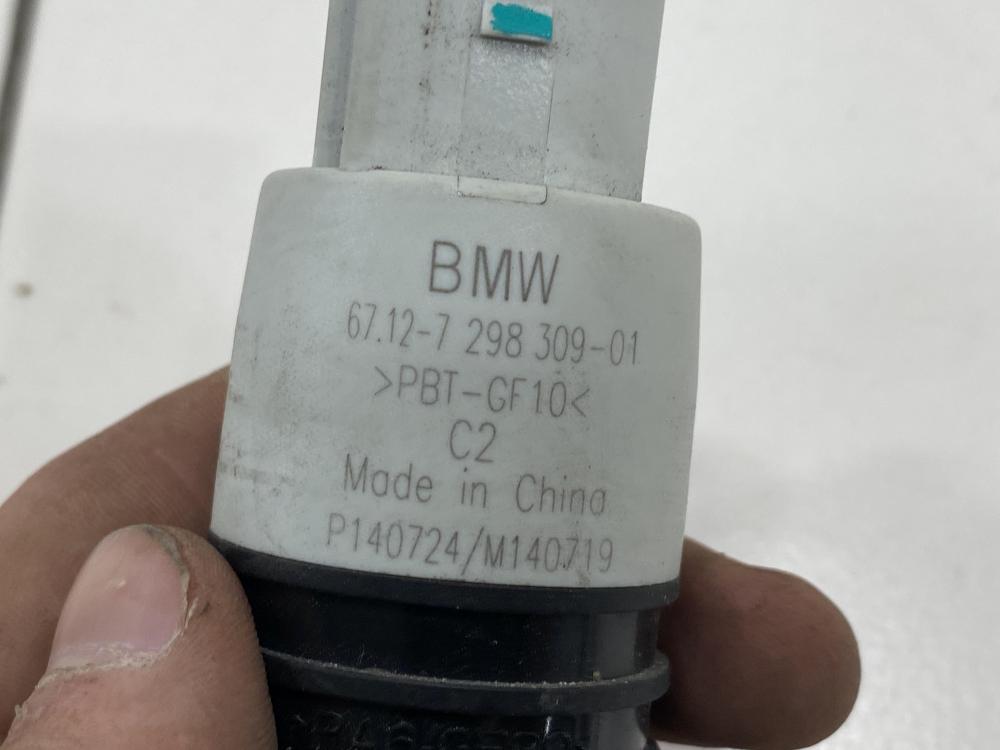 BMW
67.12-7 298 309-01
>PBT-GF10<
C2
Made in China
P140724/M140719